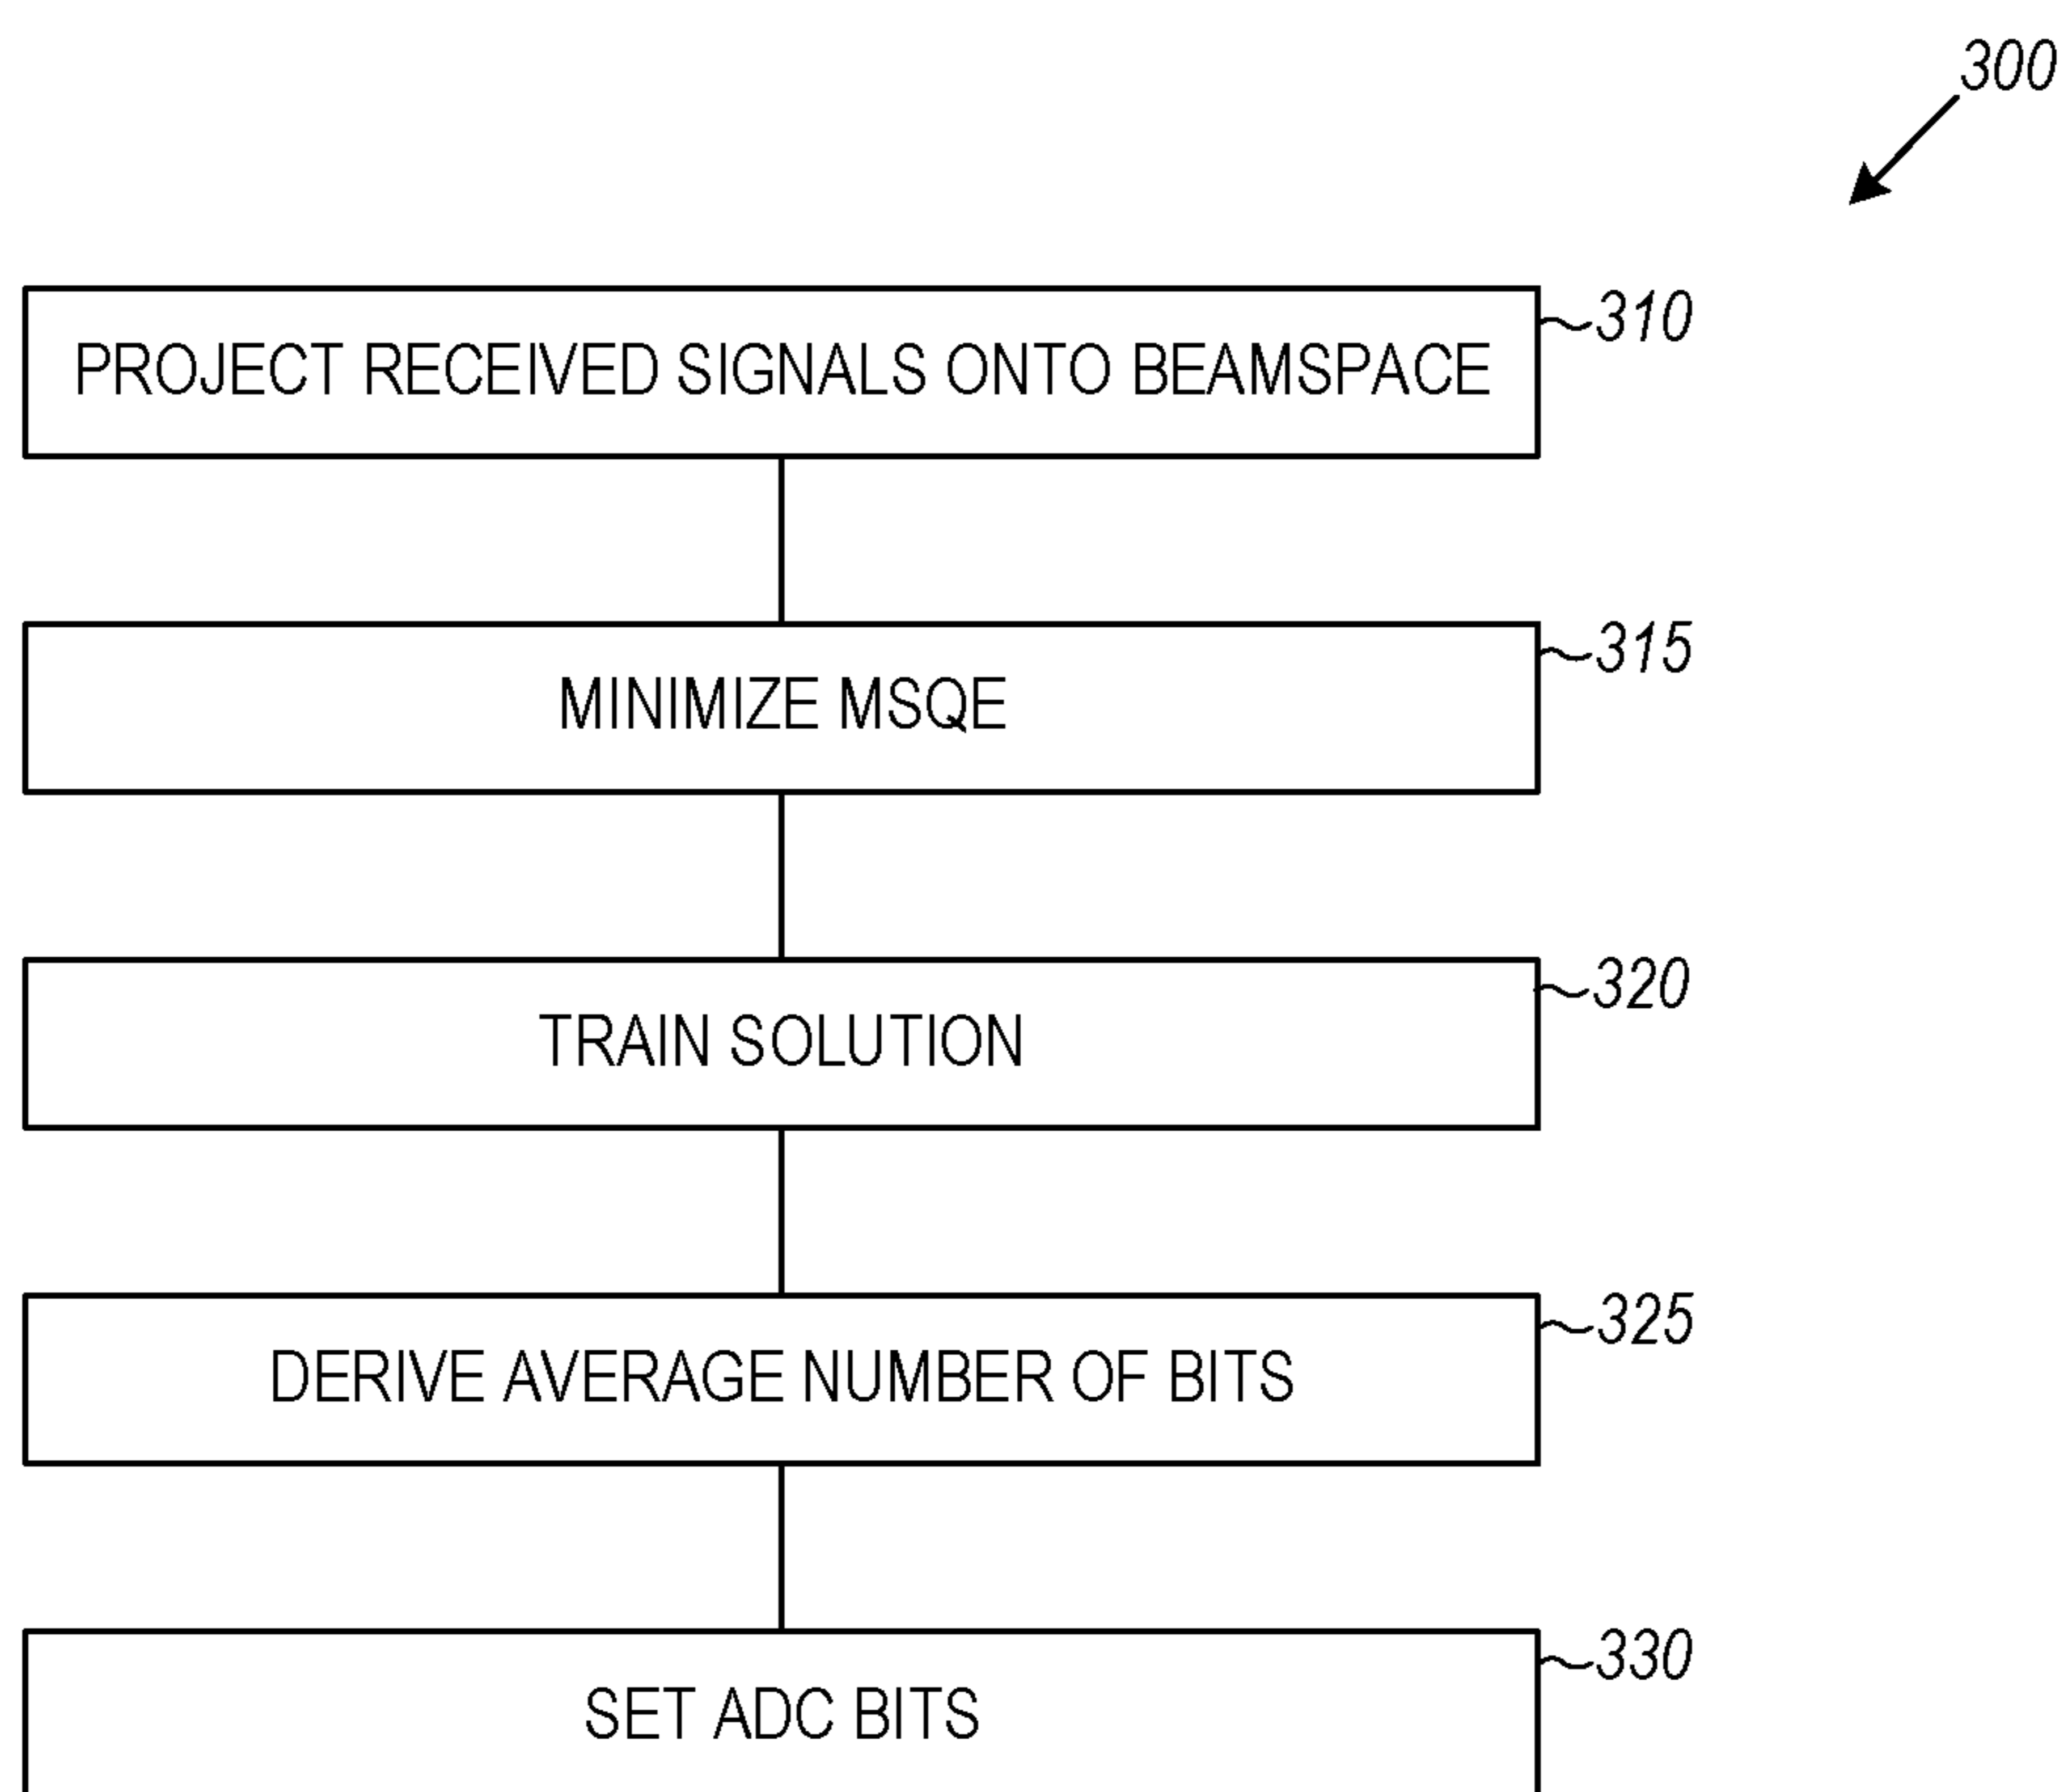 300
PROJECT RECEIVED SIGNALS ONTO BEAMSPACE
310
MINIMIZE MSQE
315
TRAIN SOLUTION
320
DERIVE AVERAGE NUMBER OF BITS
325
SET ADC BITS
330